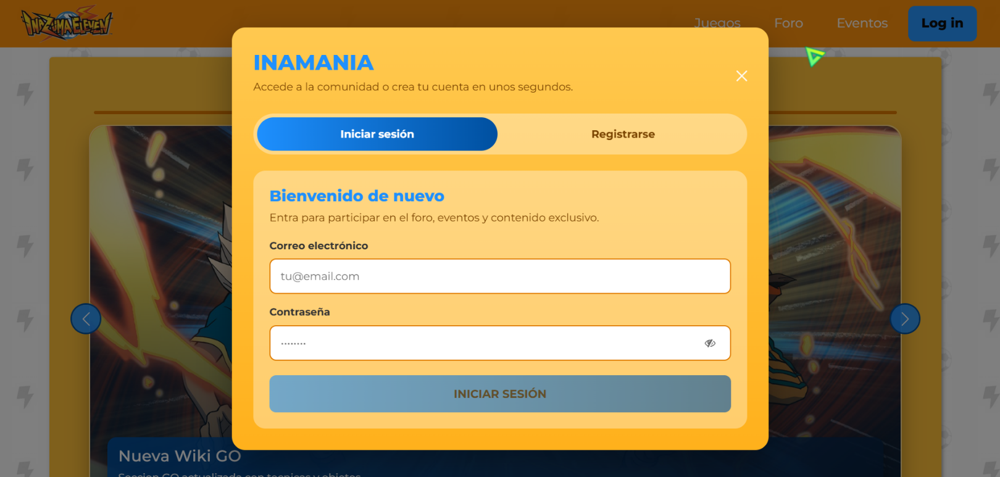 INAZUMA ELEVEN
Juegos
Foro
Eventos
Log in
INAMANIA
Accede a la comunidad o crea tu cuenta en unos segundos.
Iniciar sesión
Registrarse
Bienvenido de nuevo
Entra para participar en el foro, eventos y contenido exclusivo.
Correo electrónico
tu@email.com
Contraseña
········
INICIAR SESIÓN
Nueva Wiki GO
Seccion GO actualizada con tecnicas y objetos